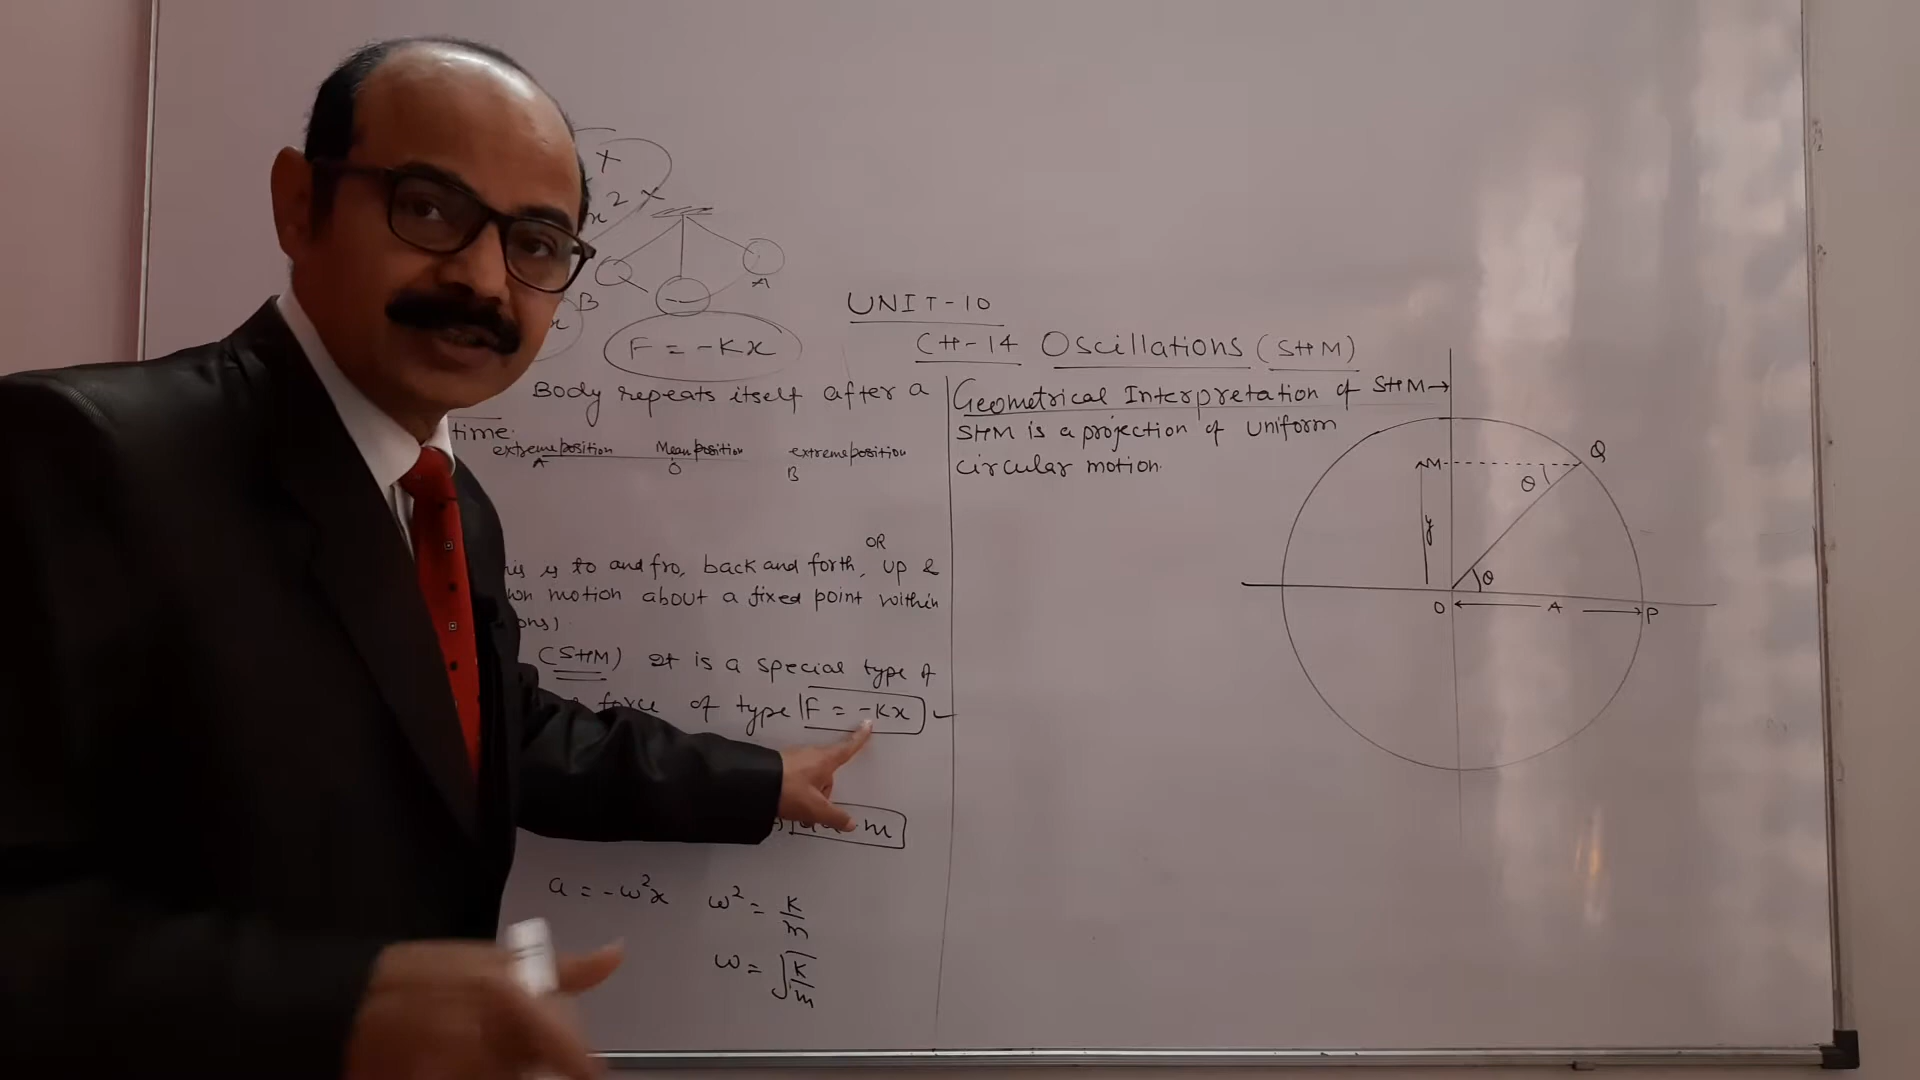 +
x²
B
A
F = -Kx
UNIT-10
CH-14 Oscillations (SHM)
Body repeats itself after a
time.
extreme position Mean position extreme position
A O B
OR
is to and fro, back and forth, up &
motion about a fixed point within
(SHM) It is a special type of
force of type F = -Kx
m
a = -ω²x ω² = K/m
ω = √K/m
Geometrical Interpretation of SHM→
SHM is a projection of uniform
circular motion.
M Q
θ
y
θ
O A P